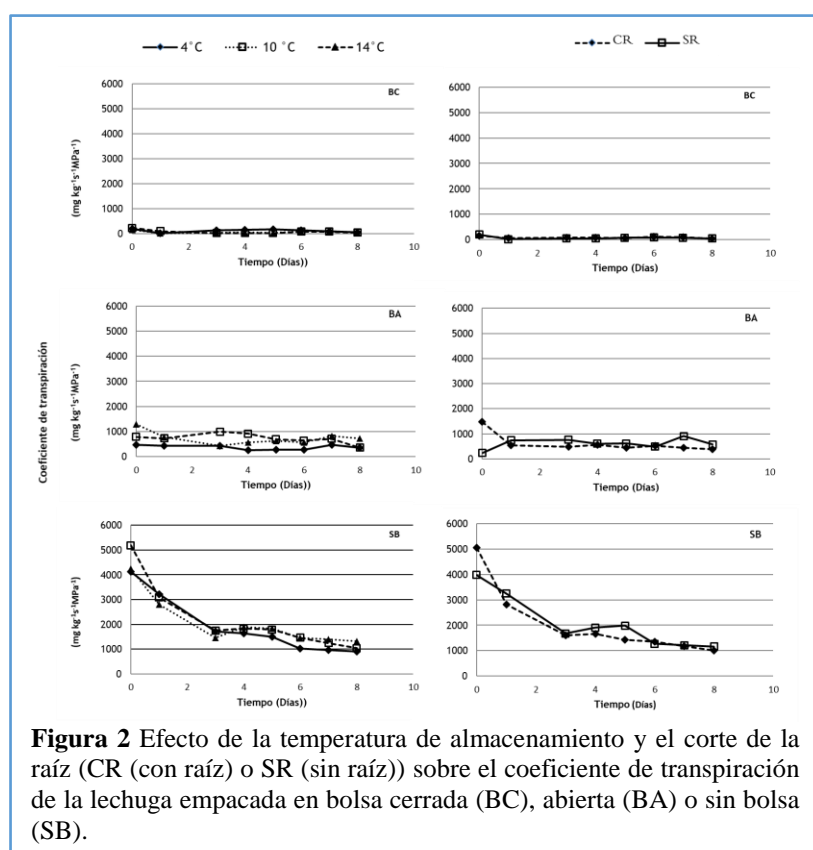 4°C 10 °C 14°C
CR SR
6000
5000
4000
3000
2000
1000
0
BC
(mg kg⁻¹s⁻¹MPa⁻¹)
0 2 4 6 8 10
Tiempo (Días))
6000
5000
4000
3000
2000
1000
0
BC
0 2 4 6 8 10
Tiempo (Días)
Coeficiente de transpiración
(mg kg⁻¹s⁻¹MPa⁻¹)
6000
5000
4000
3000
2000
1000
0
BA
0 2 4 6 8 10
Tiempo (Días)
6000
5000
4000
3000
2000
1000
0
BA
0 2 4 6 8 10
Tiempo (Días)
(mg kg⁻¹s⁻¹MPa⁻¹)
6000
5000
4000
3000
2000
1000
0
SB
0 2 4 6 8 10
Tiempo (Días)
6000
5000
4000
3000
2000
1000
0
SB
0 2 4 6 8 10
Tiempo (Días)
Figura 2 Efecto de la temperatura de almacenamiento y el corte de la
raíz (CR (con raíz) o SR (sin raíz)) sobre el coeficiente de transpiración
de la lechuga empacada en bolsa cerrada (BC), abierta (BA) o sin bolsa
(SB).